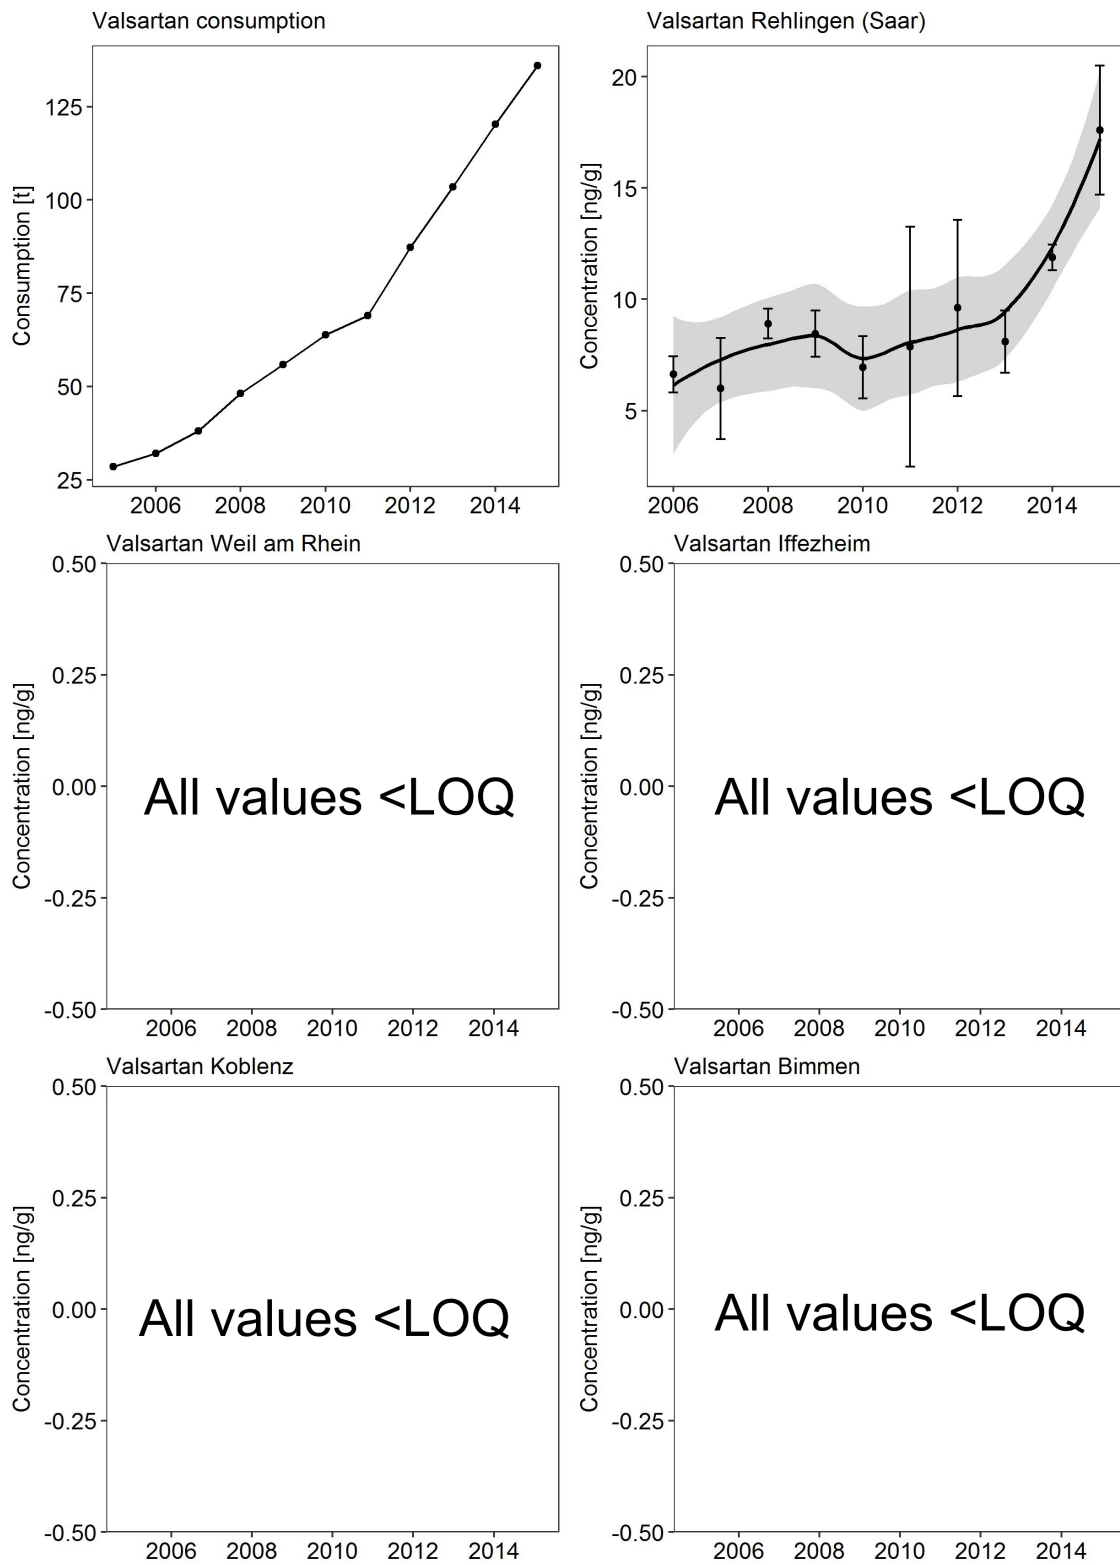 Valsartan consumption
Consumption [t]
125
100
75
50
25
2006 2008 2010 2012 2014
Valsartan Rehlingen (Saar)
Concentration [ng/g]
20
15
10
5
2006 2008 2010 2012 2014
Valsartan Weil am Rhein
Concentration [ng/g]
0.50
0.25
0.00
-0.25
-0.50
All values <LOQ
2006 2008 2010 2012 2014
Valsartan Iffezheim
Concentration [ng/g]
0.50
0.25
0.00
-0.25
-0.50
All values <LOQ
2006 2008 2010 2012 2014
Valsartan Koblenz
Concentration [ng/g]
0.50
0.25
0.00
-0.25
-0.50
All values <LOQ
2006 2008 2010 2012 2014
Valsartan Bimmen
Concentration [ng/g]
0.50
0.25
0.00
-0.25
-0.50
All values <LOQ
2006 2008 2010 2012 2014